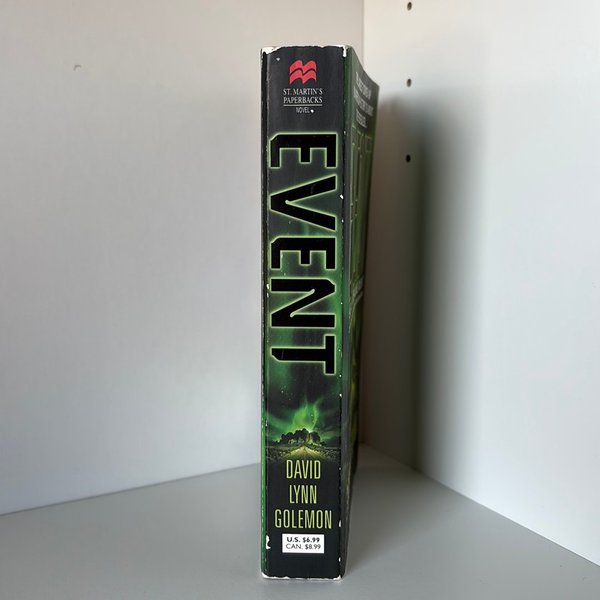 ST. MARTIN'S
PAPERBACKS
NOVEL
EVENT
DAVID
LYNN
GOLEMON
U.S. $6.99
CAN. $8.99